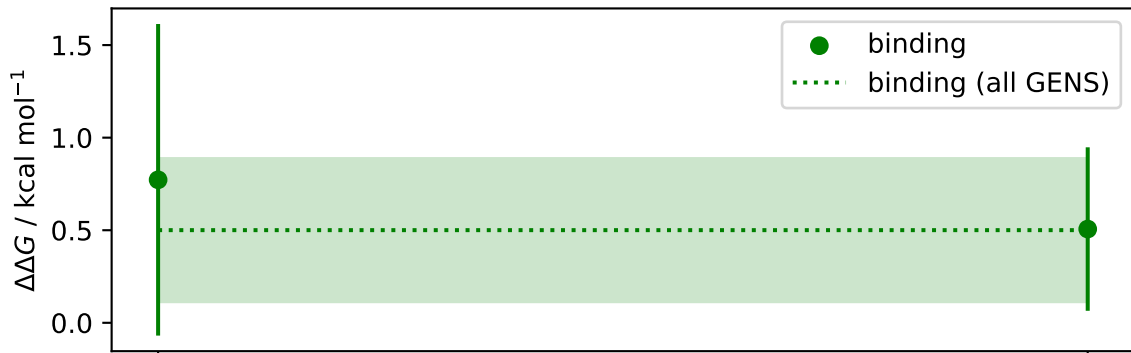 1.5
1.0
0.5
0.0
ΔΔG / kcal mol⁻¹
binding
binding (all GENS)